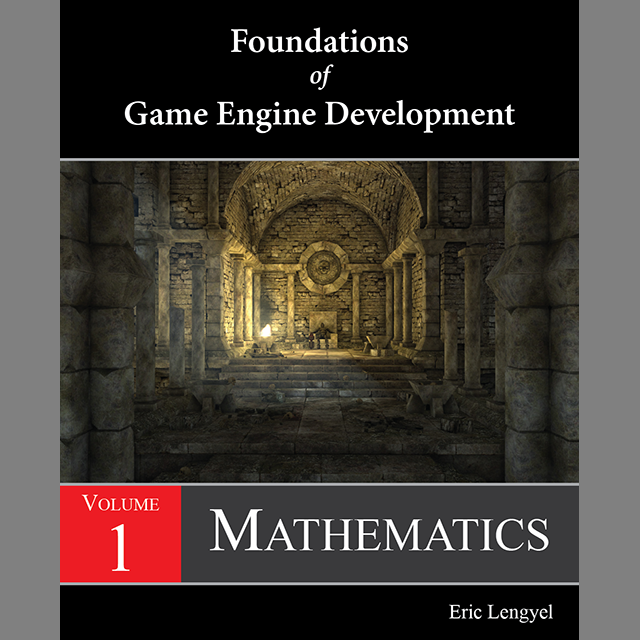 Foundations
of
Game Engine Development
VOLUME
1
MATHEMATICS
Eric Lengyel